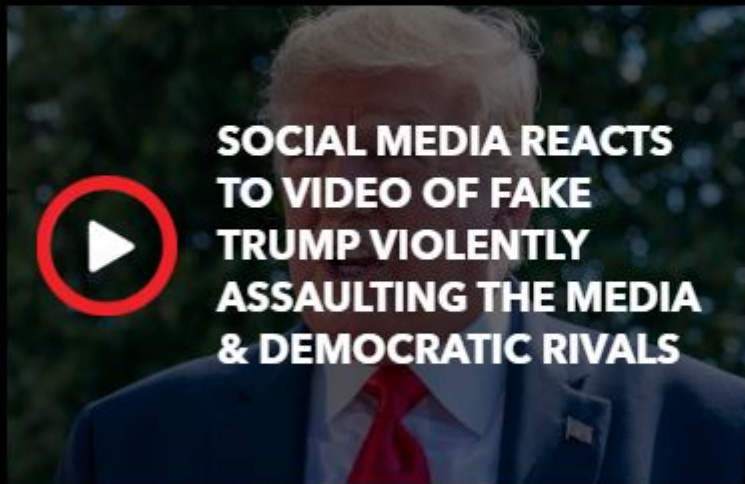 SOCIAL MEDIA REACTS
TO VIDEO OF FAKE
TRUMP VIOLENTLY
ASSAULTING THE MEDIA
& DEMOCRATIC RIVALS